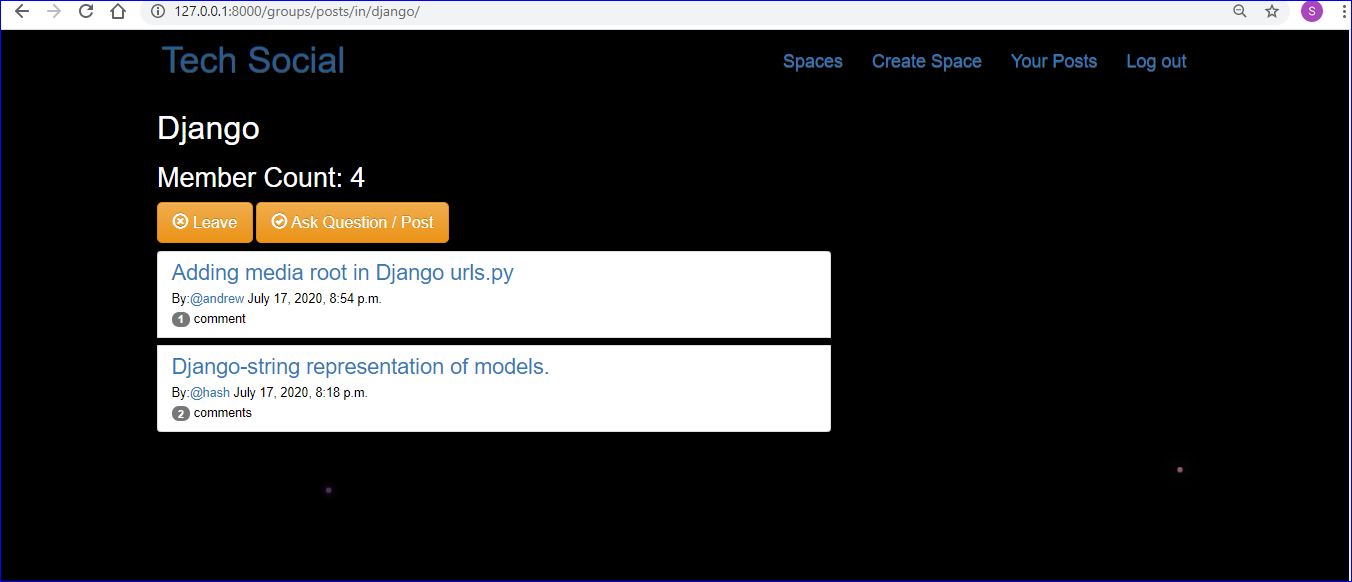 127.0.0.1:8000/groups/posts/in/django/
S
Tech Social
Spaces Create Space Your Posts Log out
Django
Member Count: 4
Leave Ask Question / Post
Adding media root in Django urls.py
By:@andrew July 17, 2020, 8:54 p.m.
1 comment
Django-string representation of models.
By:@hash July 17, 2020, 8:18 p.m.
2 comments